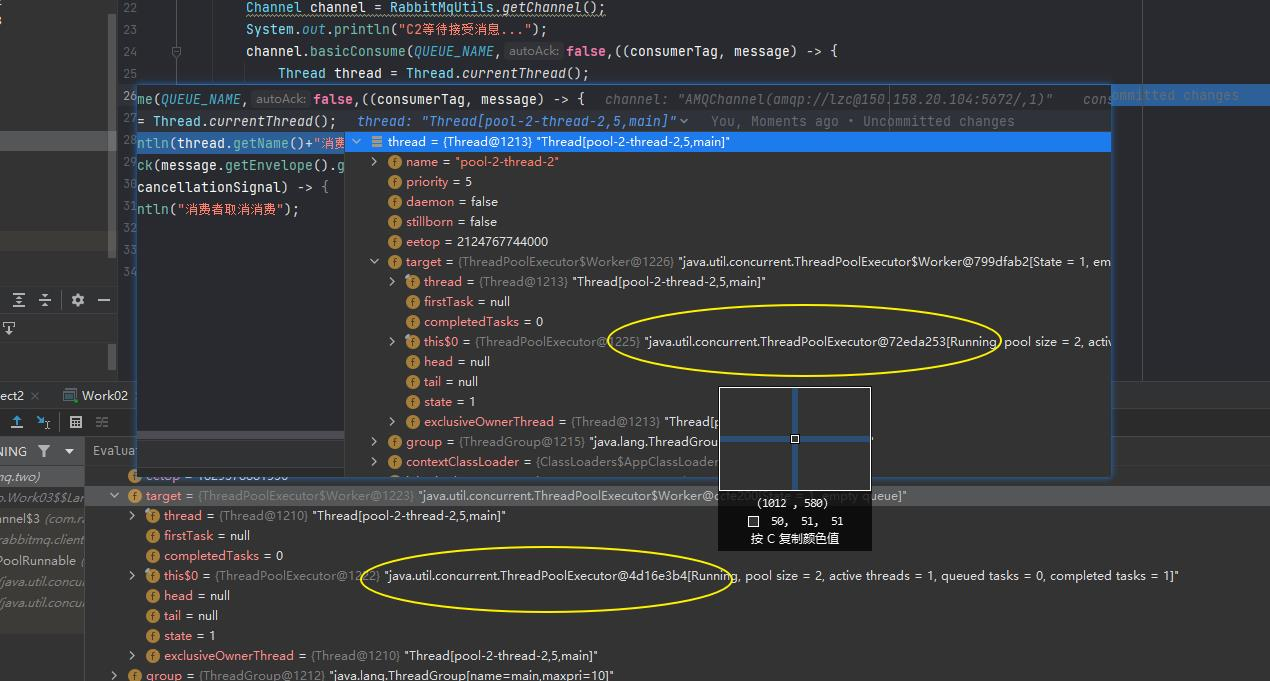 22 Channel channel = RabbitMqUtils.getChannel();
23 System.out.println("C2等待接受消息...");
24 channel.basicConsume(QUEUE_NAME, autoAck: false,((consumerTag, message) -> {
25 Thread thread = Thread.currentThread();
26 me(QUEUE_NAME, autoAck: false,((consumerTag, message) -> { channel: "AMQChannel(amqp://lzc@150.158.20.104:5672/,1)" cons
ommitted changes
27 = Thread.currentThread(); thread: "Thread[pool-2-thread-2,5,main]" You, Moments ago • Uncommitted changes
28 ntln(thread.getName()+"消费
thread = {Thread@1213} "Thread[pool-2-thread-2,5,main]"
29 ck(message.getEnvelope().g
name = "pool-2-thread-2"
30 cancellationSignal) -> {
priority = 5
31 ntln("消费者取消消费");
daemon = false
32 stillborn = false
33 eetop = 2124767744000
34 target = {ThreadPoolExecutor$Worker@1226} "java.util.concurrent.ThreadPoolExecutor$Worker@799dfab2[State = 1, em
thread = {Thread@1213} "Thread[pool-2-thread-2,5,main]"
firstTask = null
completedTasks = 0
this$0 = {ThreadPoolExecutor@1225} "java.util.concurrent.ThreadPoolExecutor@72eda253[Running, pool size = 2, activ
head = null
tail = null
state = 1
exclusiveOwnerThread = {Thread@1213} "Thread[p
group = {ThreadGroup@1215} "java.lang.ThreadGrou
contextClassLoader = {ClassLoaders$AppClassLoader
ect2 Work02
NING Evalua
mq.two)
o.Work03$$Lam
nnel$3 (com.ra
rabbitmq.client
PoolRunnable
/java.util.concu
/java.util.concu
(1012 , 580)
50, 51, 51
按 C 复制颜色值
target = {ThreadPoolExecutor$Worker@1223} "java.util.concurrent.ThreadPoolExecutor$Worker@
empty queue]"
thread = {Thread@1210} "Thread[pool-2-thread-2,5,main]"
firstTask = null
completedTasks = 0
this$0 = {ThreadPoolExecutor@1222} "java.util.concurrent.ThreadPoolExecutor@4d16e3b4[Running, pool size = 2, active threads = 1, queued tasks = 0, completed tasks = 1]"
head = null
tail = null
state = 1
exclusiveOwnerThread = {Thread@1210} "Thread[pool-2-thread-2,5,main]"
group = {ThreadGroup@1212} "java.lang.ThreadGroup[name=main,maxpri=10]"